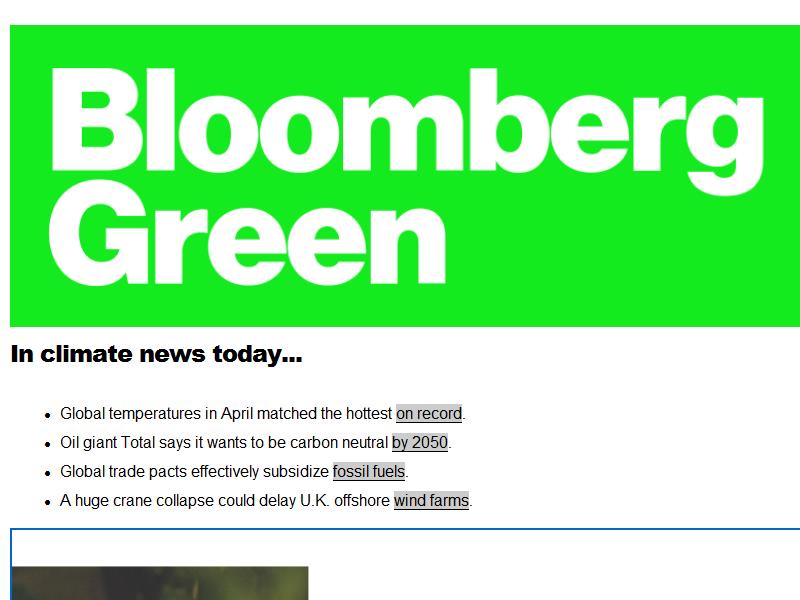 Bloomberg
Green
In climate news today...
• Global temperatures in April matched the hottest on record.
• Oil giant Total says it wants to be carbon neutral by 2050.
• Global trade pacts effectively subsidize fossil fuels.
• A huge crane collapse could delay U.K. offshore wind farms.